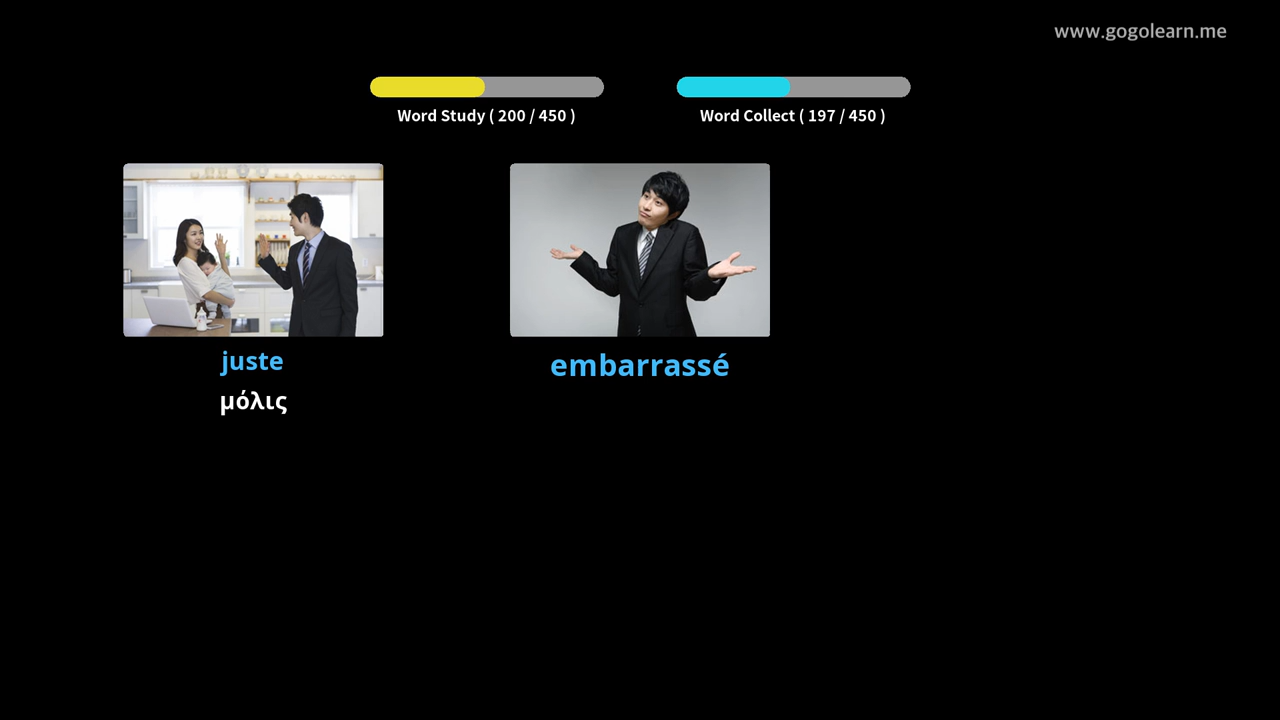 www.gogolearn.me
Word Study ( 200 / 450 )
Word Collect ( 197 / 450 )
juste
μόλις
embarrassé